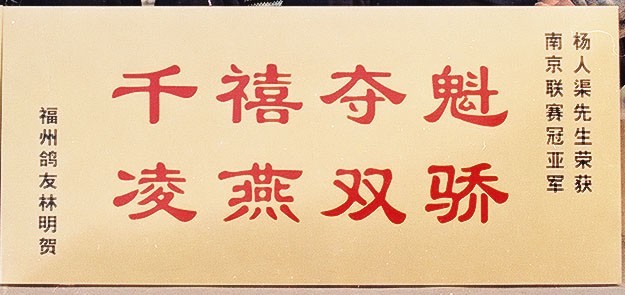 杨人渠先生荣获
南京联赛冠亚军
千禧夺魁
凌燕双骄
福州鸽友林明贺